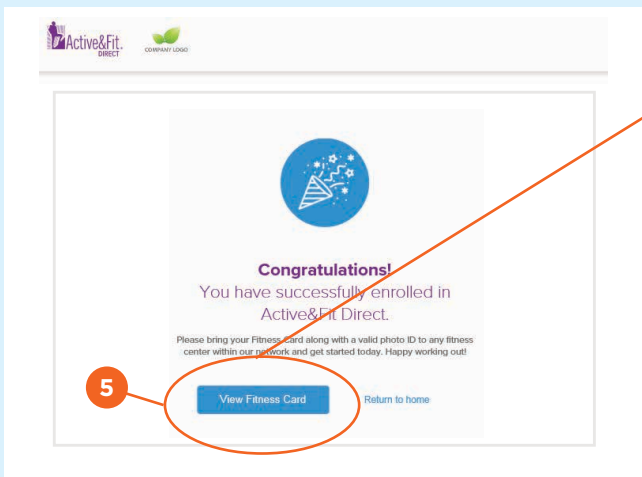 Active&Fit.
DIRECT
COMPANY LOGO
Congratulations!
You have successfully enrolled in
Active&Fit Direct.
Please bring your Fitness Card along with a valid photo ID to any fitness
center within our network and get started today. Happy working out!
5
View Fitness Card
Return to home